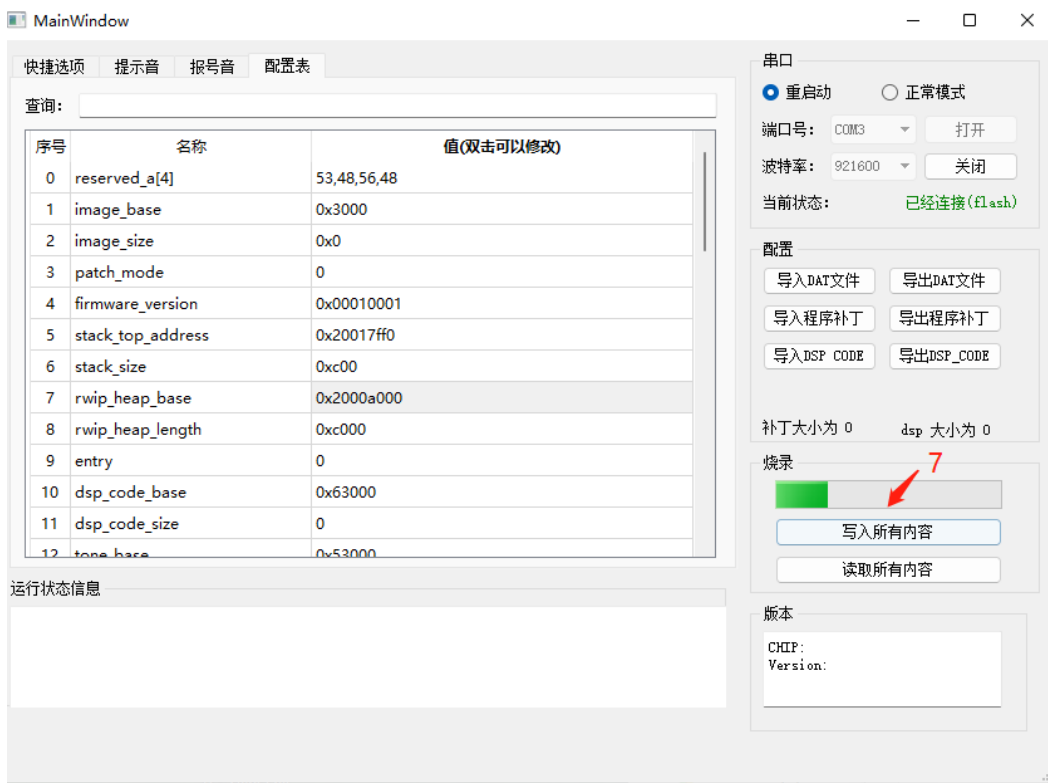 MainWindow
快捷选项 提示音 报号音 配置表
查询:
序号 名称 值(双击可以修改)
0 reserved_a[4] 53,48,56,48
1 image_base 0x3000
2 image_size 0x0
3 patch_mode 0
4 firmware_version 0x00010001
5 stack_top_address 0x20017ff0
6 stack_size 0xc00
7 rwip_heap_base 0x2000a000
8 rwip_heap_length 0xc000
9 entry 0
10 dsp_code_base 0x63000
11 dsp_code_size 0
12 tone_base 0x53000
运行状态信息
串口
重启动 正常模式
端口号: COM3 打开
波特率: 921600 关闭
当前状态: 已经连接(flash)
配置
导入DAT文件 导出DAT文件
导入程序补丁 导出程序补丁
导入DSP CODE 导出DSP_CODE
补丁大小为 0 dsp 大小为 0
烧录
7
写入所有内容
读取所有内容
版本
CHIP:
Version: